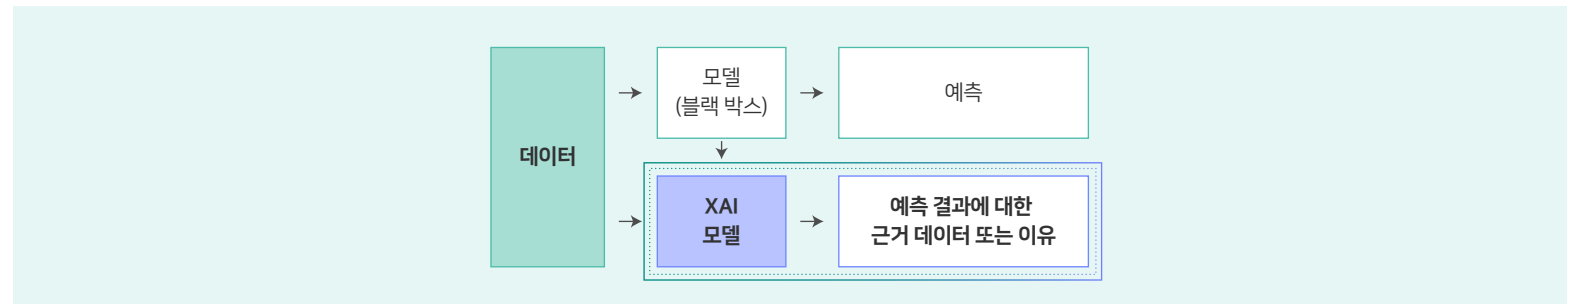 데이터
모델
(블랙 박스)
예측
XAI
모델
예측 결과에 대한
근거 데이터 또는 이유